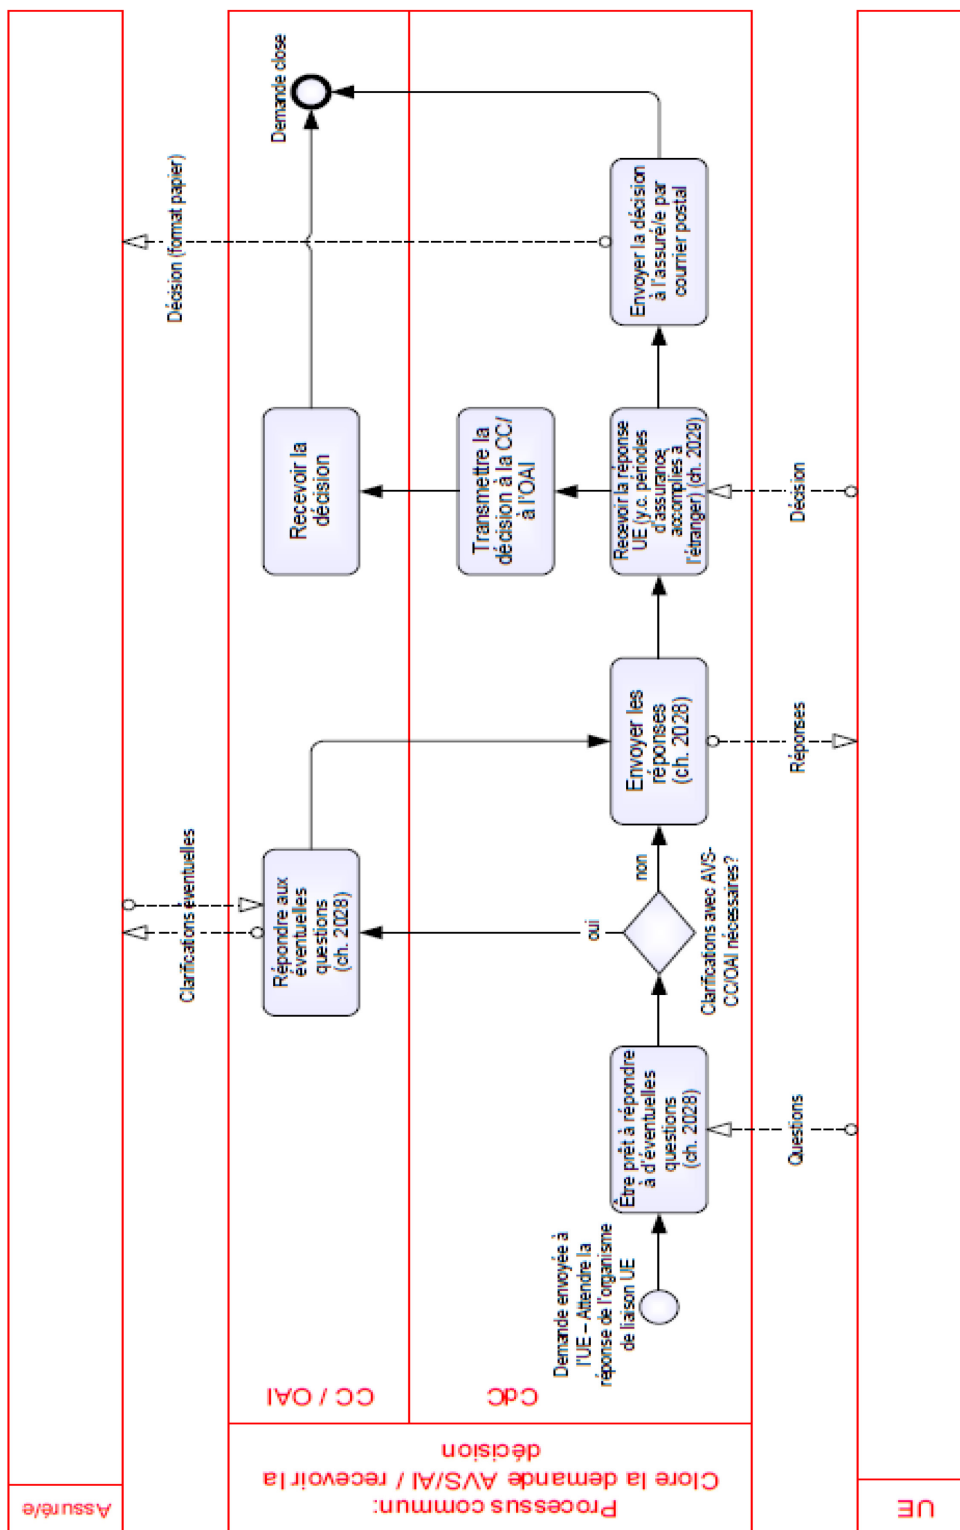 Assuré/e
Processus commun:
Clore la demande AVS/AI / recevoir la
décision
CC / OAI
CdC
UE
Demande envoyée à
l'UE – Attendre la
réponse de l'organisme
de liaison UE
Être prêt à répondre
à d'éventuelles
questions
(ch. 2028)
Questions
Clarifications avec AVS-
CC/OAI nécessaires?
oui
non
Répondre aux
éventuelles
questions
(ch. 2028)
Clarifications éventuelles
Envoyer les
réponses
(ch. 2028)
Réponses
Recevoir la réponse
UE (y.c. périodes
d'assurance
accomplies à
l'étranger) (ch. 2029)
Décision
Transmettre la
décision à la CC/
à l'OAI
Recevoir la
décision
Envoyer la décision
à l'assuré/e par
courrier postal
Décision (format papier)
Demande close